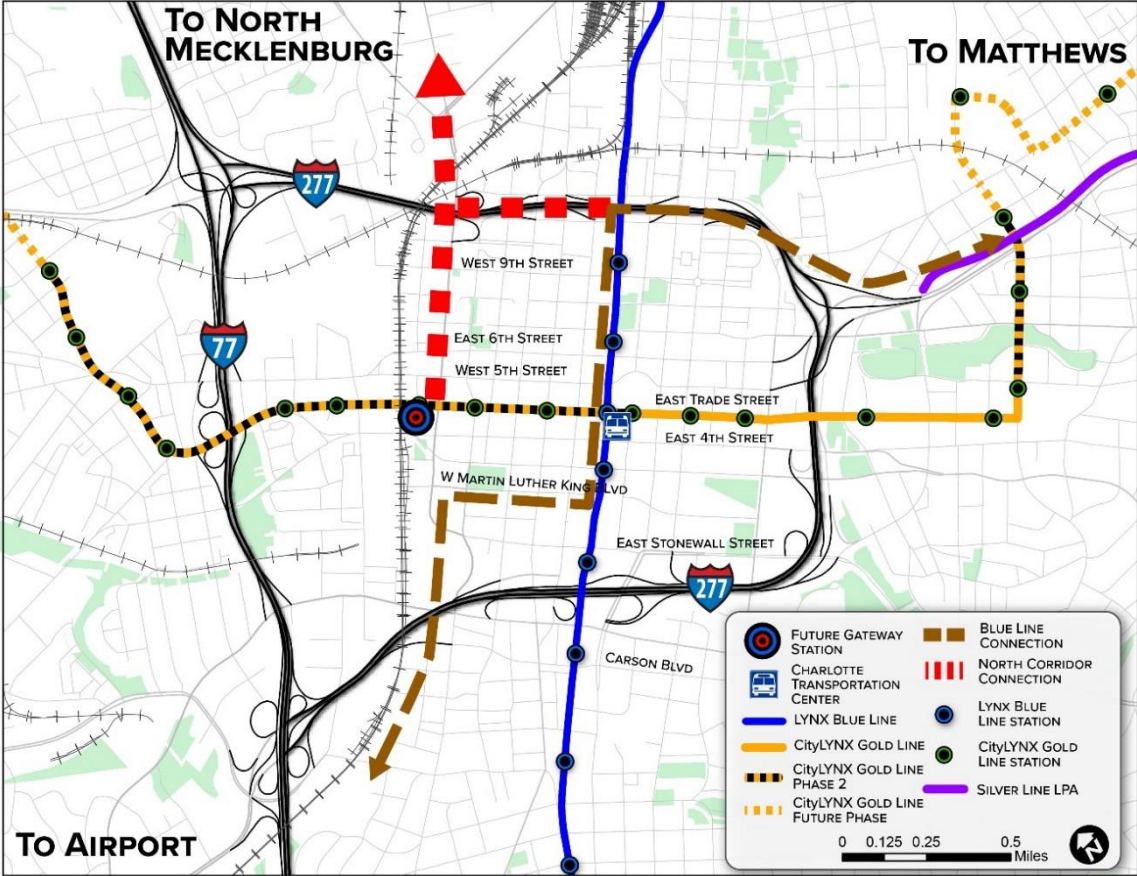 To North
Mecklenburg
To Matthews
277
West 9th Street
77
East 6th Street
West 5th Street
East Trade Street
East 4th Street
W Martin Luther King Blvd
East Stonewall Street
277
Carson Blvd
To Airport
Future Gateway
Station
Charlotte
Transportation
Center
LYNX Blue Line
CityLYNX Gold Line
CityLYNX Gold Line
Phase 2
CityLYNX Gold Line
Future Phase
Blue Line
Connection
North Corridor
Connection
Lynx Blue
Line station
CityLYNX Gold
Line station
Silver Line LPA
0 0.125 0.25 0.5
Miles
N